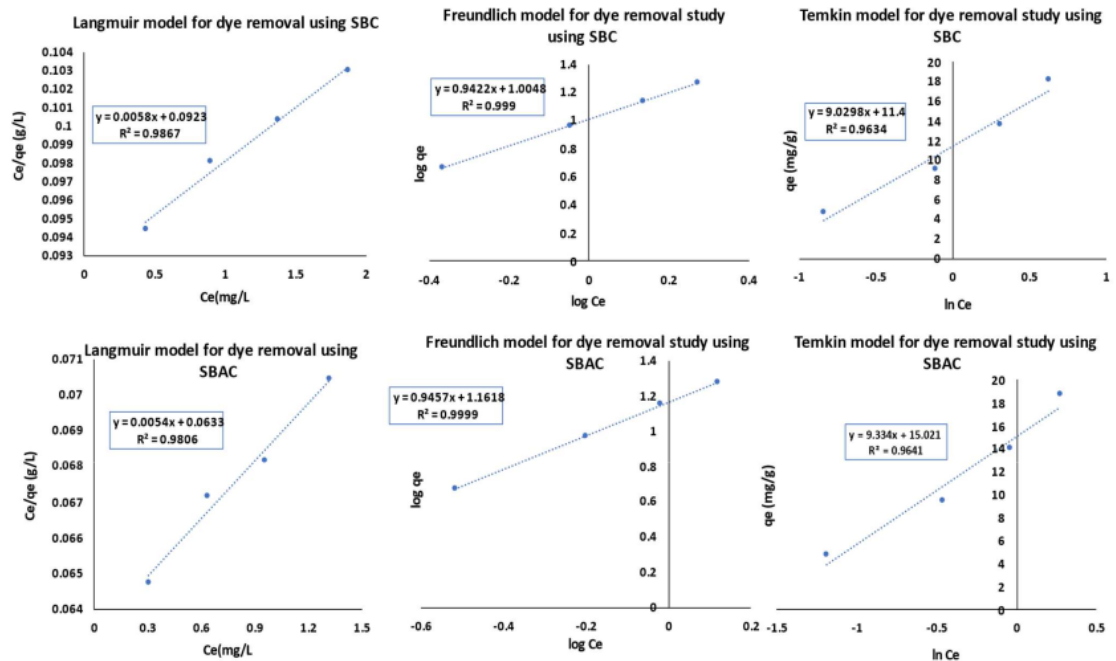 Langmuir model for dye removal using SBC
0.104
0.103
0.102
0.101
0.1
0.099
0.098
0.097
0.096
0.095
0.094
0.093
Ce/qe (g/L)
y = 0.0058x + 0.0923
R² = 0.9867
0
0.5
1
1.5
2
Ce(mg/L
Freundlich model for dye removal study
using SBC
1.4
1.2
1
0.8
0.6
0.4
0.2
0
log qe
y = 0.9422x + 1.0048
R² = 0.999
-0.4
-0.2
0
0.2
0.4
log Ce
Temkin model for dye removal study using
SBC
20
18
16
14
12
10
8
6
4
2
0
qe (mg/g)
y = 9.0298x + 11.4
R² = 0.9634
-1
-0.5
0
0.5
1
ln Ce
Langmuir model for dye removal using
SBAC
0.071
0.07
0.069
0.068
0.067
0.066
0.065
0.064
Ce/qe (g/L)
y = 0.0054x + 0.0633
R² = 0.9806
0
0.3
0.6
0.9
1.2
1.5
Ce(mg/L
Freundlich model for dye removal study using
SBAC
1.4
1.2
1
0.8
0.6
0.4
0.2
0
log qe
y = 0.9457x + 1.1618
R² = 0.9999
-0.6
-0.4
-0.2
0
0.2
log Ce
Temkin model for dye removal study using
SBAC
20
18
16
14
12
10
8
6
4
2
0
qe (mg/g)
y = 9.334x + 15.021
R² = 0.9641
-1.5
-1
-0.5
0
0.5
ln Ce